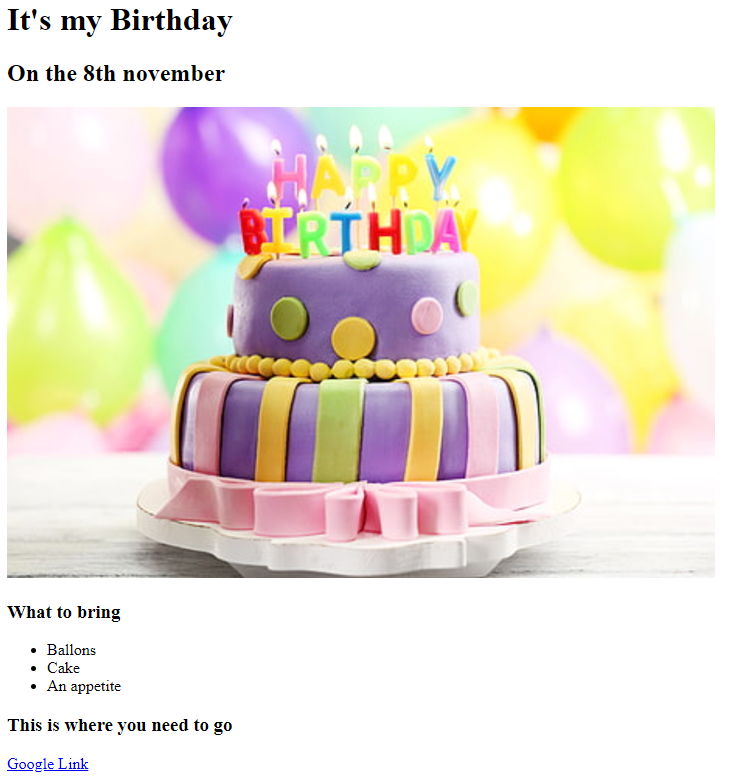 It's my Birthday
On the 8th november
HAPPY
BIRTHDAY
What to bring
Ballons
Cake
An appetite
This is where you need to go
Google Link